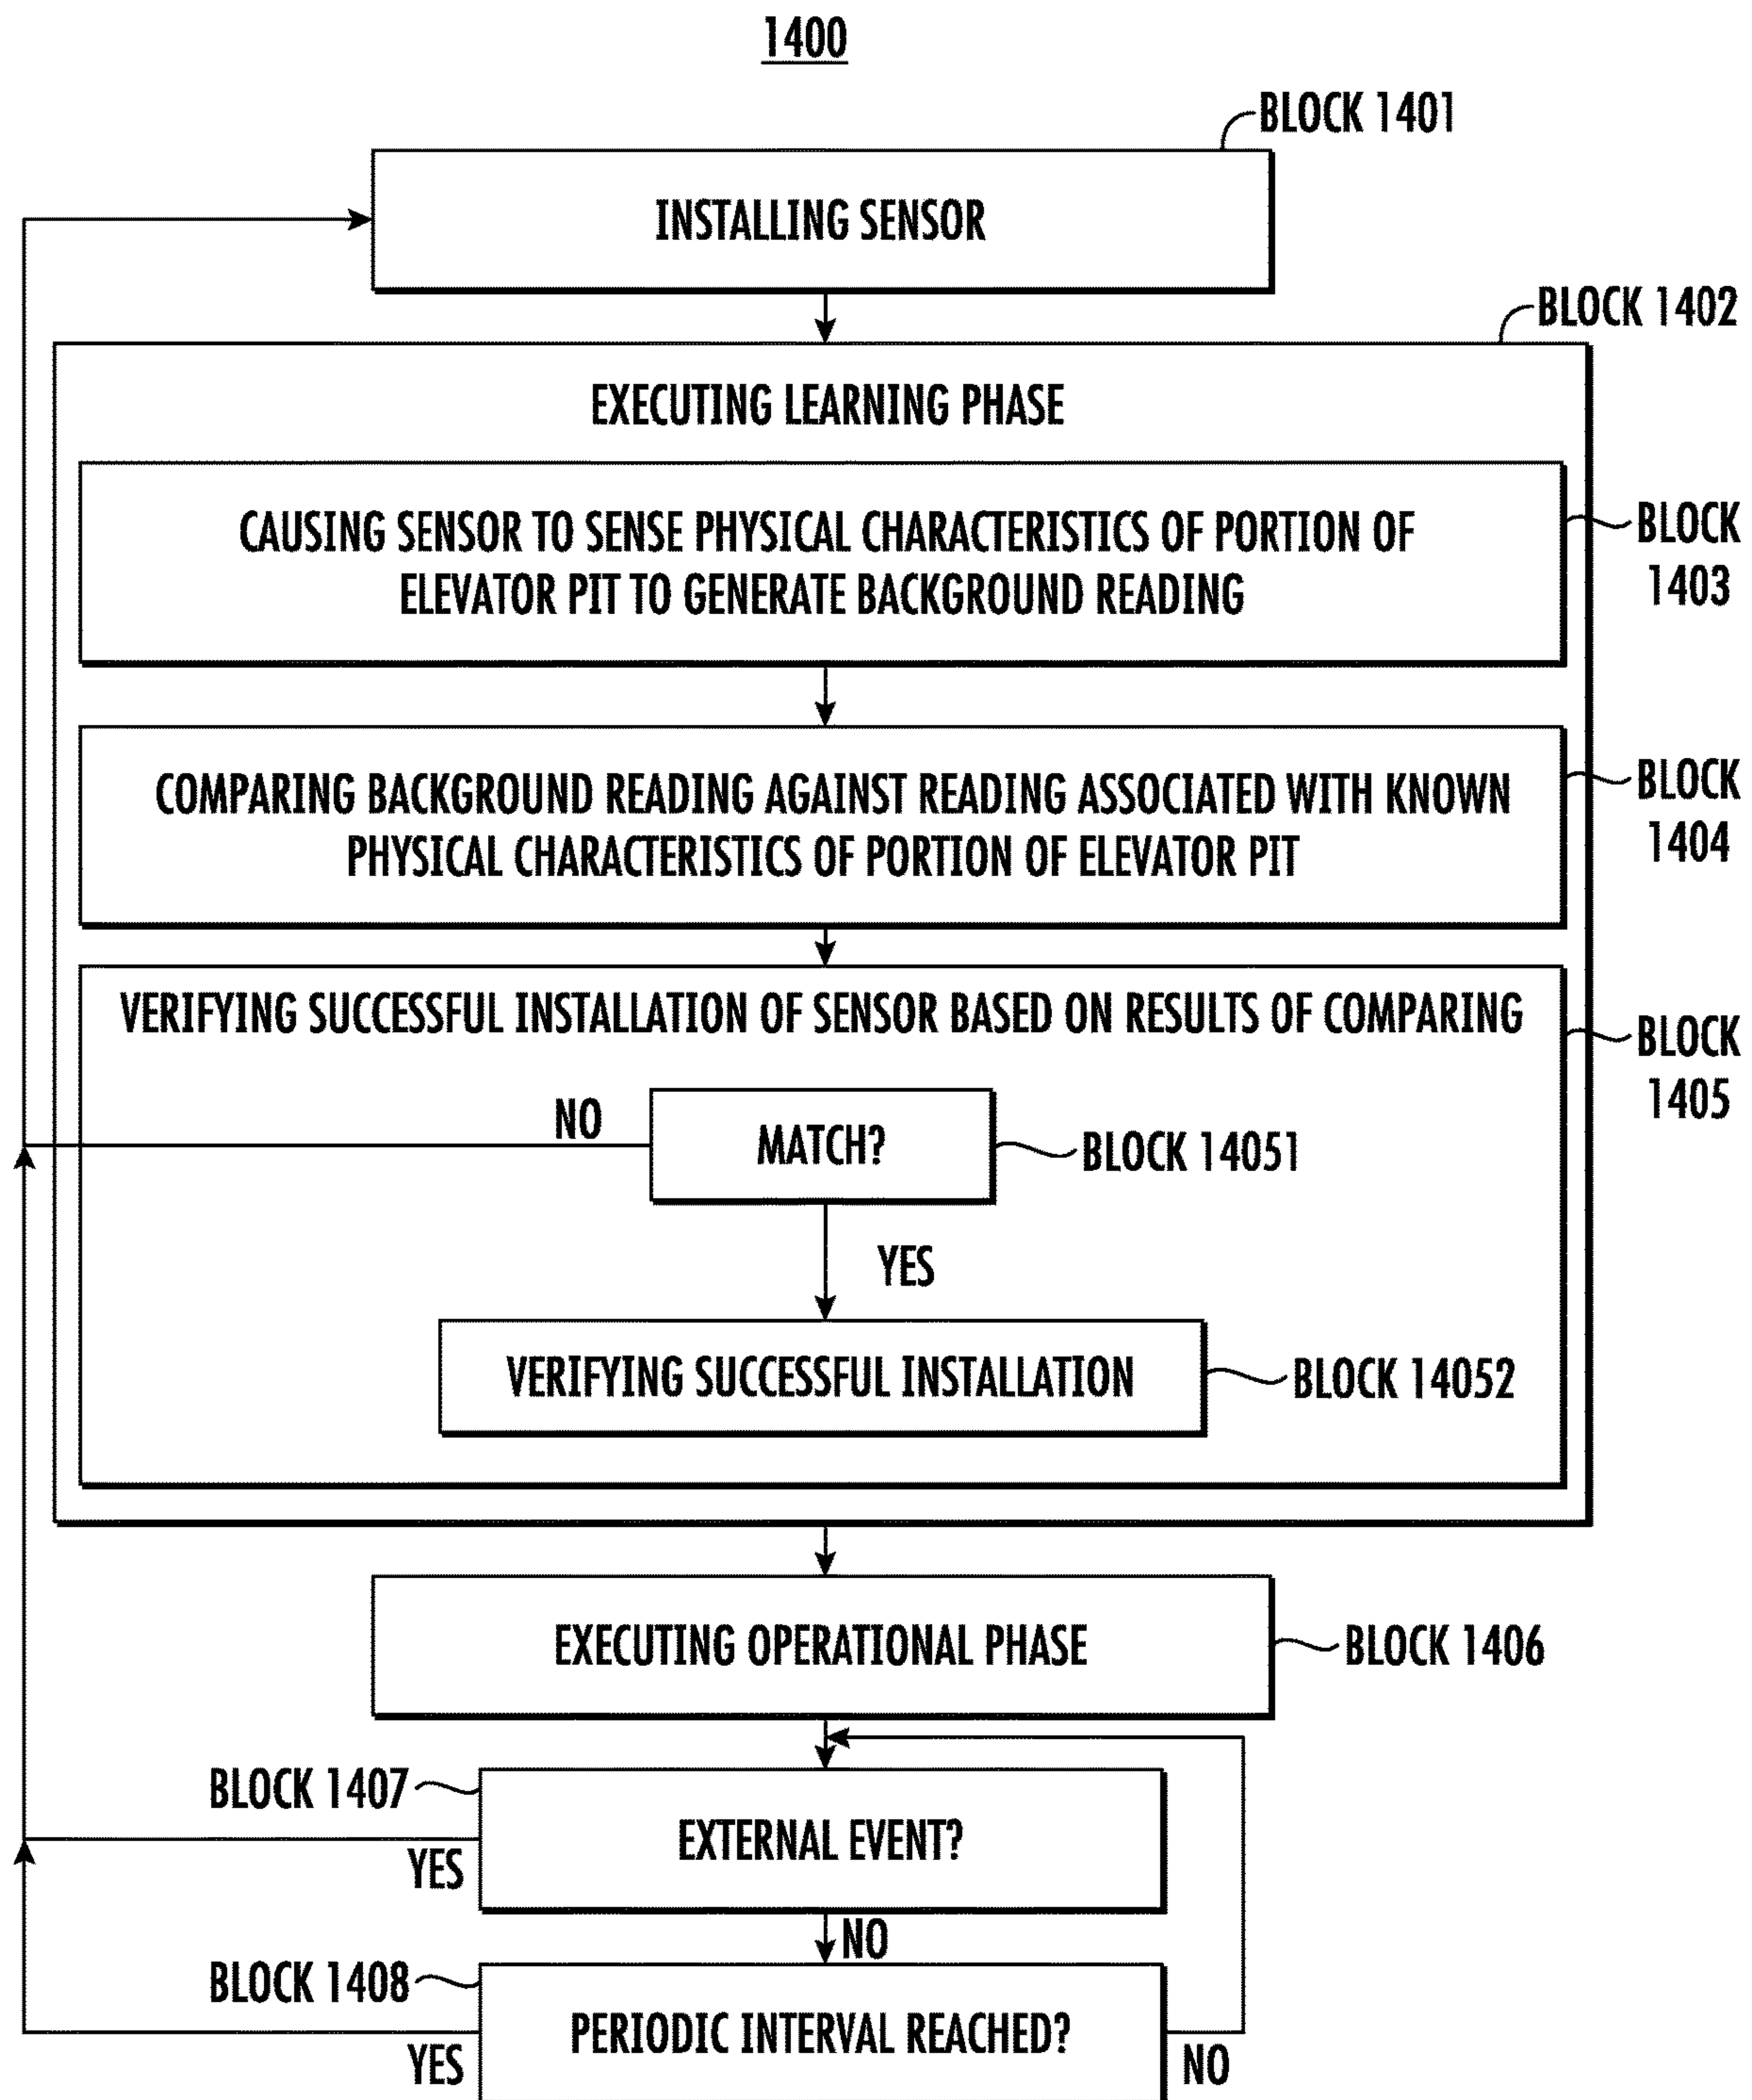 1400
BLOCK 1401
INSTALLING SENSOR
BLOCK 1402
EXECUTING LEARNING PHASE
CAUSING SENSOR TO SENSE PHYSICAL CHARACTERISTICS OF PORTION OF
ELEVATOR PIT TO GENERATE BACKGROUND READING
BLOCK
1403
COMPARING BACKGROUND READING AGAINST READING ASSOCIATED WITH KNOWN
PHYSICAL CHARACTERISTICS OF PORTION OF ELEVATOR PIT
BLOCK
1404
VERIFYING SUCCESSFUL INSTALLATION OF SENSOR BASED ON RESULTS OF COMPARING
BLOCK
1405
NO
MATCH?
BLOCK 14051
YES
VERIFYING SUCCESSFUL INSTALLATION
BLOCK 14052
EXECUTING OPERATIONAL PHASE
BLOCK 1406
BLOCK 1407
EXTERNAL EVENT?
YES
NO
BLOCK 1408
PERIODIC INTERVAL REACHED?
YES
NO